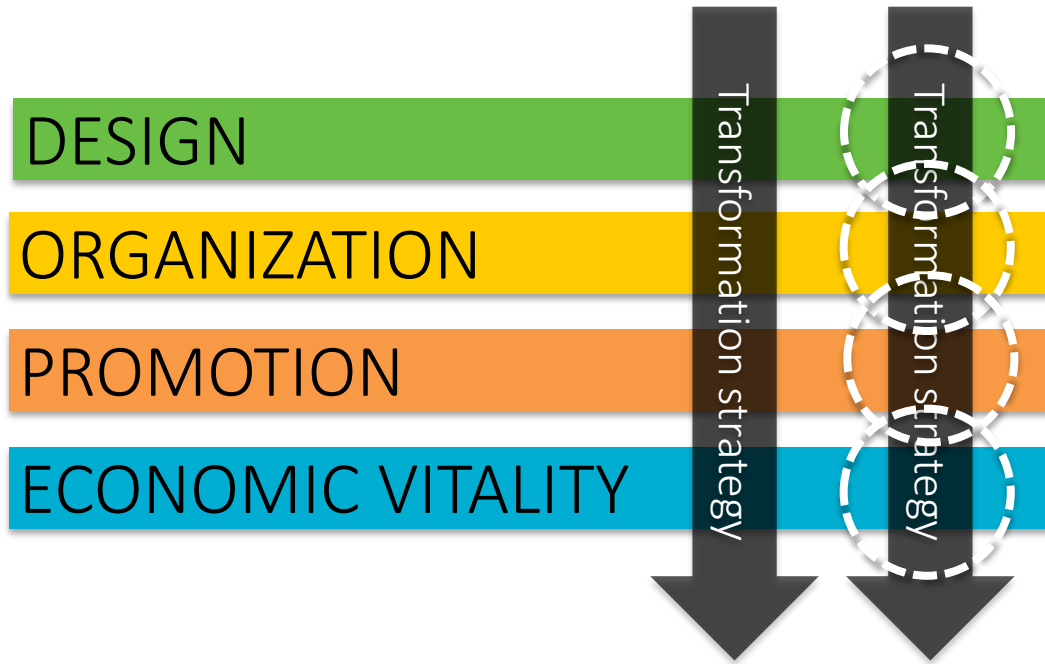 DESIGN
ORGANIZATION
PROMOTION
ECONOMIC VITALITY
Transformation strategy
Transformation strategy